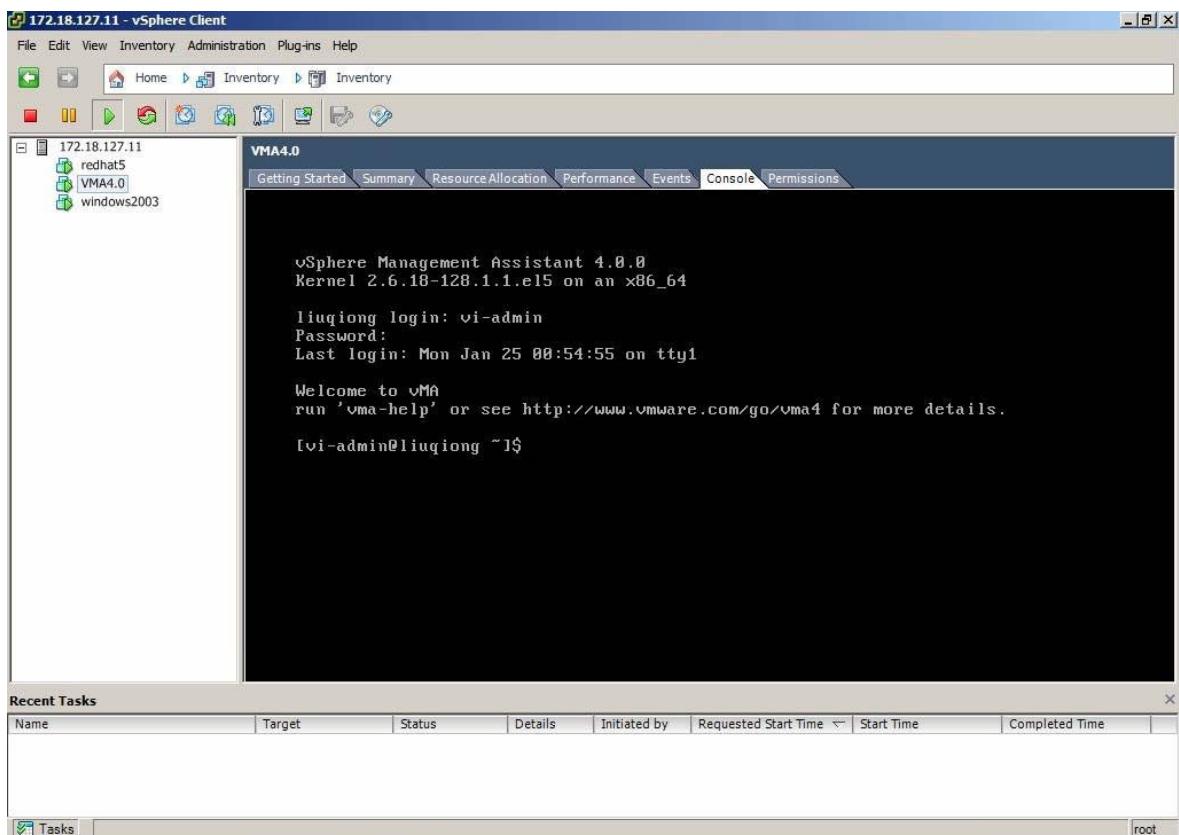 172.18.127.11 - vSphere Client
File Edit View Inventory Administration Plug-ins Help
Home Inventory Inventory
172.18.127.11
redhat5
VMA4.0
windows2003
VMA4.0
Getting Started Summary Resource Allocation Performance Events Console Permissions
vSphere Management Assistant 4.0.0
Kernel 2.6.18-128.1.1.el5 on an x86_64
liuqiong login: vi-admin
Password:
Last login: Mon Jan 25 00:54:55 on tty1
Welcome to vMA
run 'vma-help' or see http://www.vmware.com/go/vma4 for more details.
[vi-admin@liuqiong ~]$
Recent Tasks
Name Target Status Details Initiated by Requested Start Time Start Time Completed Time
Tasks root